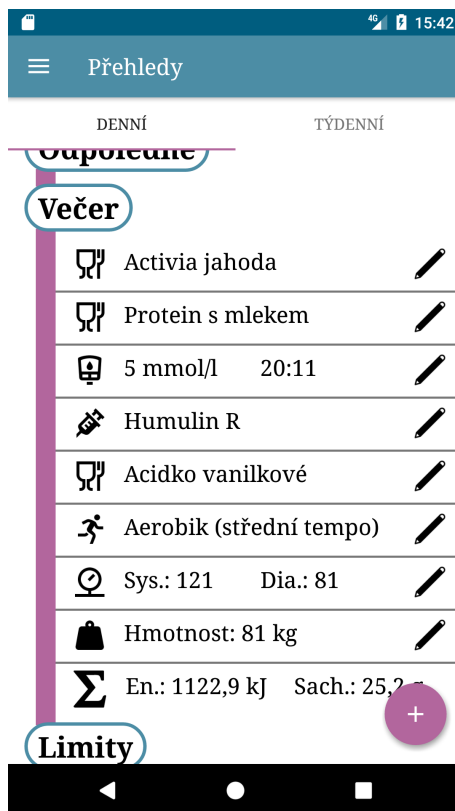 4G 15:42
Přehledy
DENNÍ TÝDENNÍ
Odpoledne
Večer
Activia jahoda
Protein s mlekem
5 mmol/l 20:11
Humulin R
Acidko vanilkové
Aerobik (střední tempo)
Sys.: 121 Dia.: 81
Hmotnost: 81 kg
Σ En.: 1122,9 kJ Sach.: 25,2 g
+
Limity